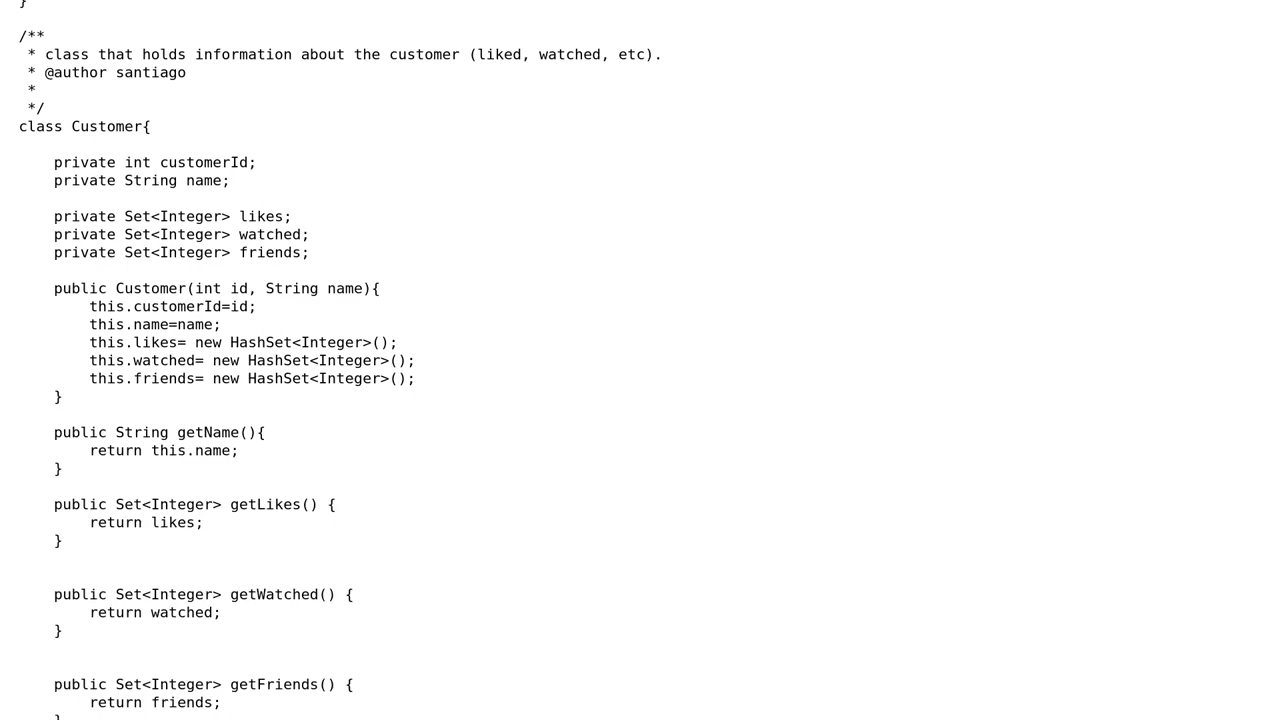 }

/**
 * class that holds information about the customer (liked, watched, etc).
 * @author santiago
 *
 */
class Customer{

    private int customerId;
    private String name;

    private Set<Integer> likes;
    private Set<Integer> watched;
    private Set<Integer> friends;

    public Customer(int id, String name){
        this.customerId=id;
        this.name=name;
        this.likes= new HashSet<Integer>();
        this.watched= new HashSet<Integer>();
        this.friends= new HashSet<Integer>();
    }

    public String getName(){
        return this.name;
    }

    public Set<Integer> getLikes() {
        return likes;
    }


    public Set<Integer> getWatched() {
        return watched;
    }


    public Set<Integer> getFriends() {
        return friends;
    }